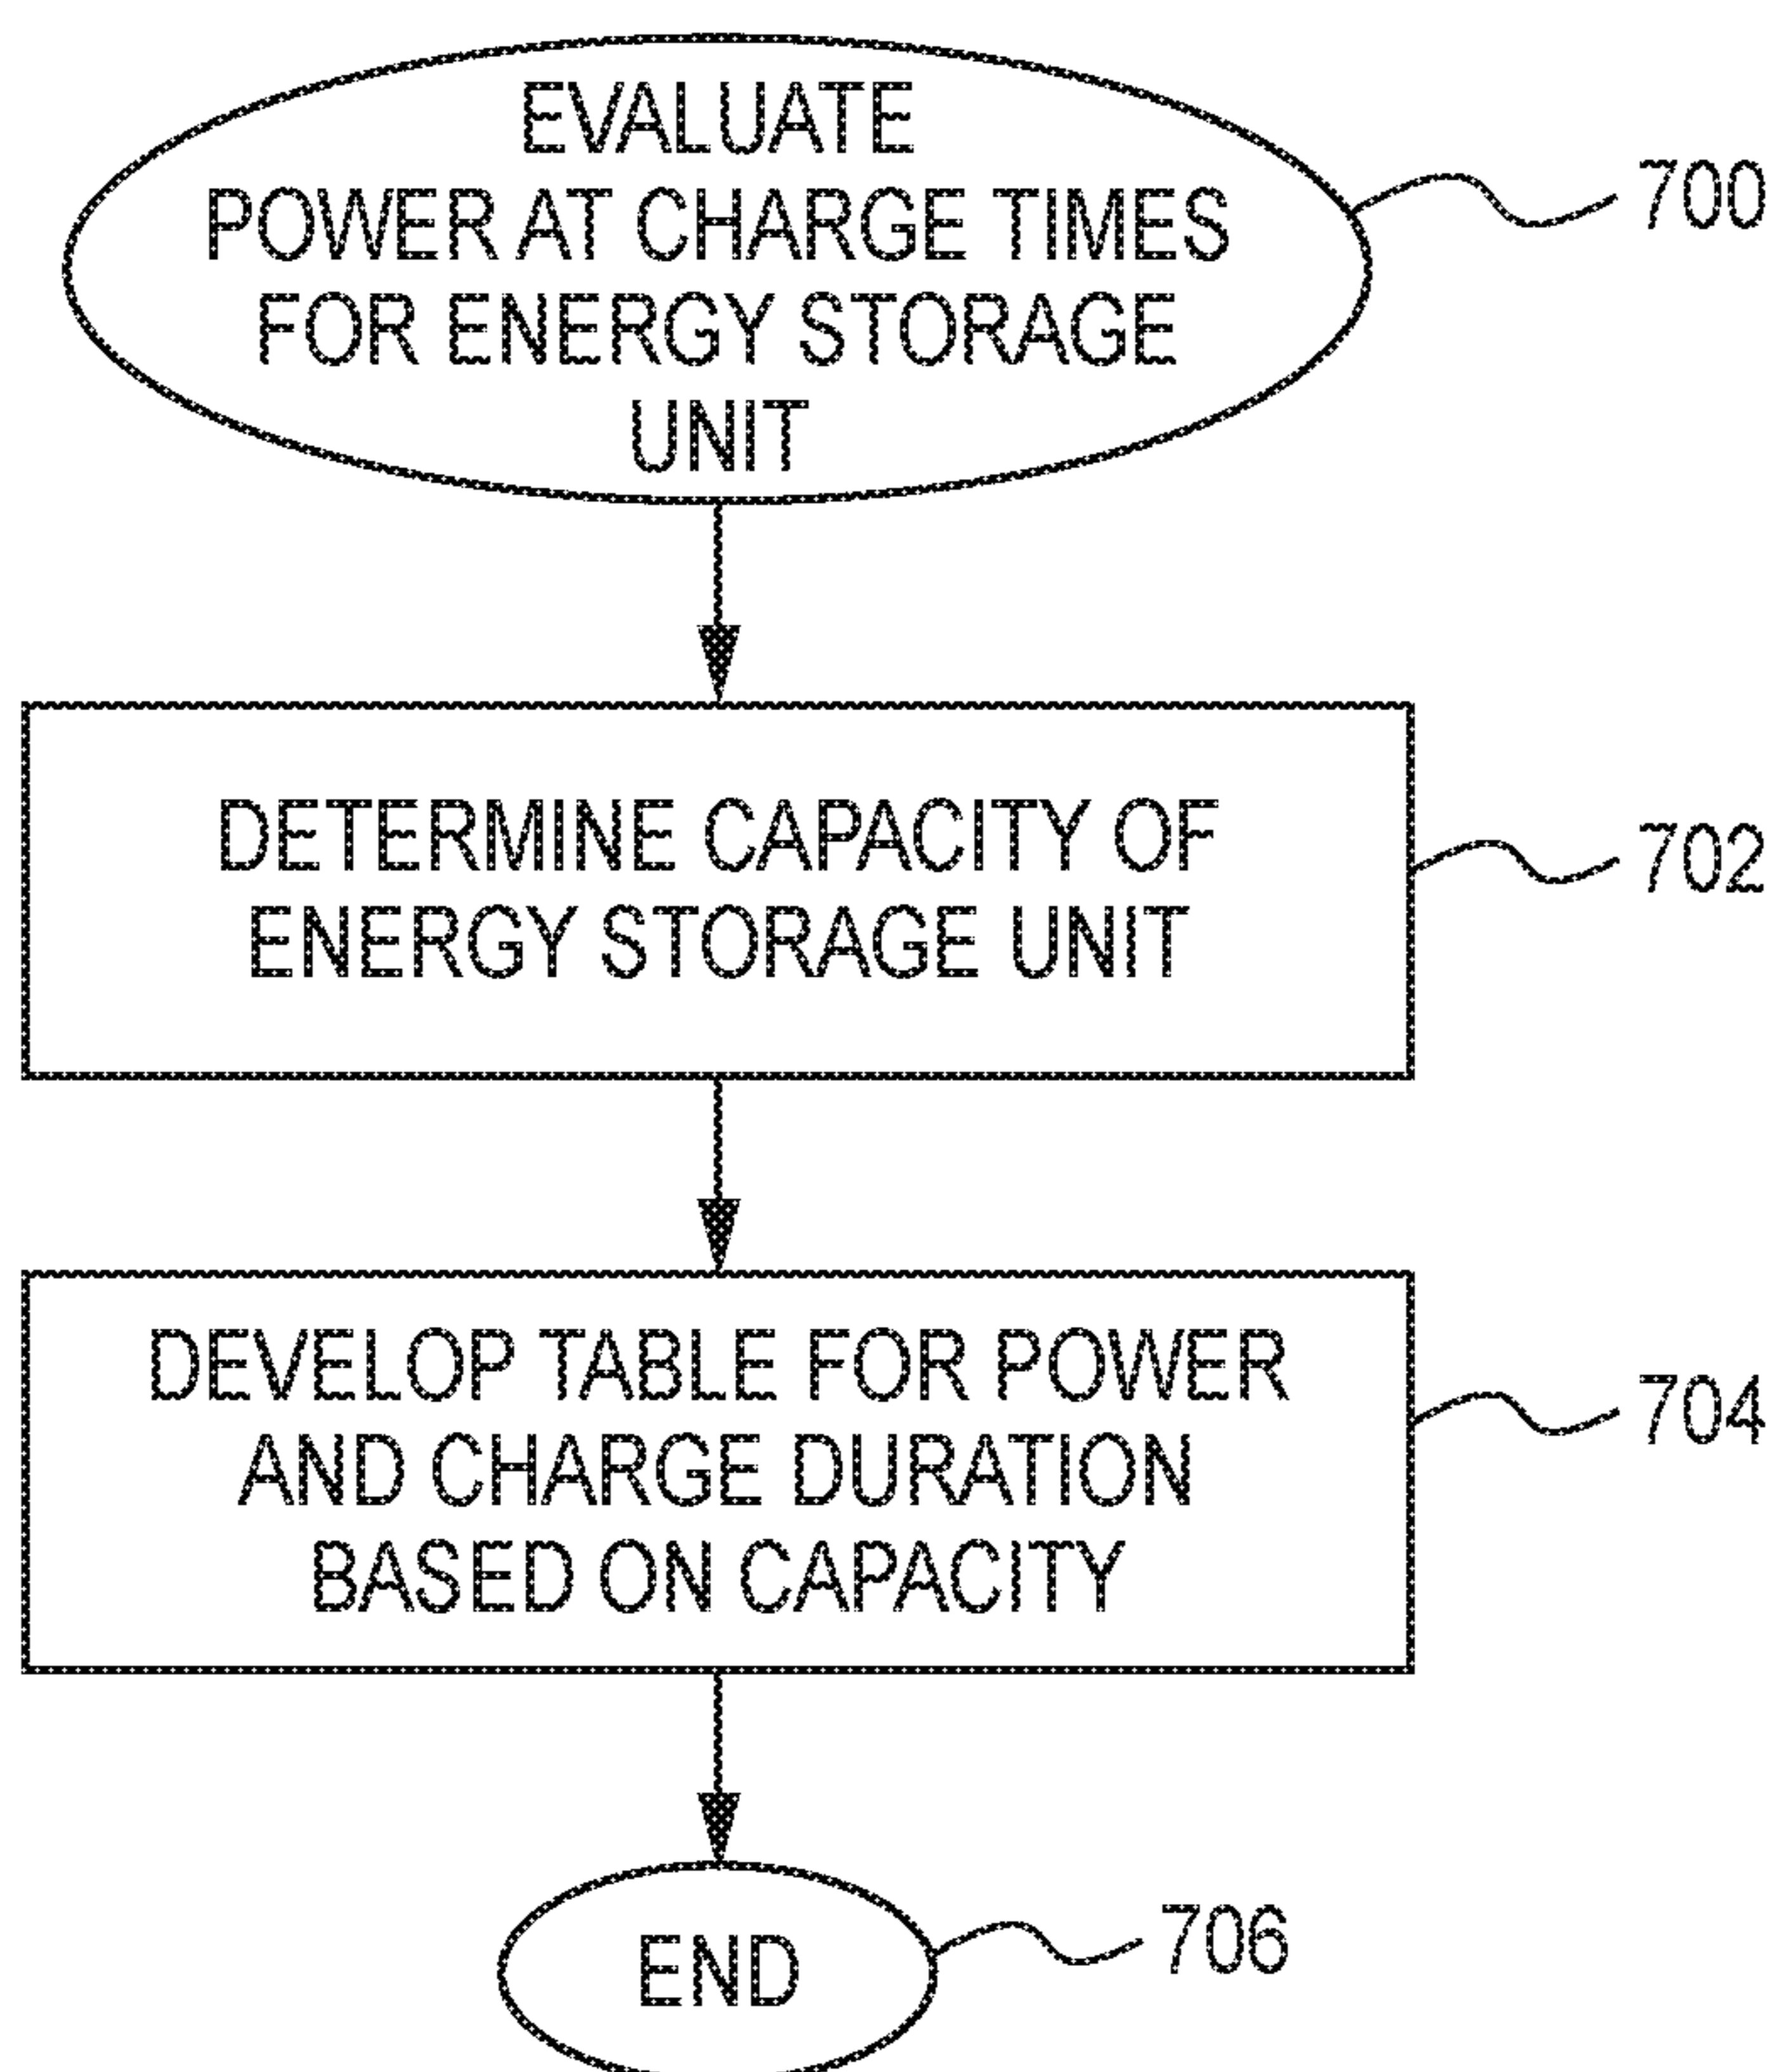 EVALUATE
POWER AT CHARGE TIMES
FOR ENERGY STORAGE
UNIT
700
DETERMINE CAPACITY OF
ENERGY STORAGE UNIT
702
DEVELOP TABLE FOR POWER
AND CHARGE DURATION
BASED ON CAPACITY
704
END
706